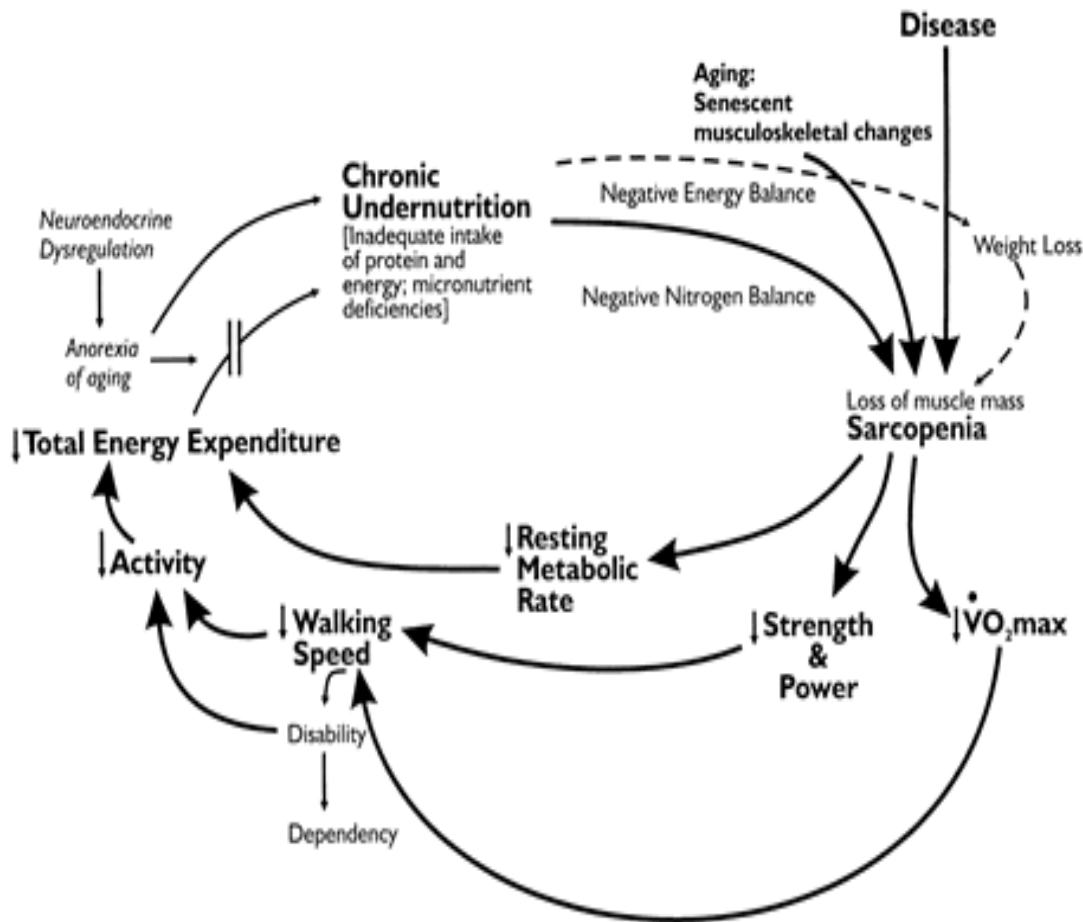 Disease
Aging:
Senescent
musculoskeletal changes
Chronic
Undernutrition
[Inadequate intake
of protein and
energy; micronutrient
deficiencies]
Negative Energy Balance
Negative Nitrogen Balance
Weight Loss
Neuroendocrine
Dysregulation
Anorexia
of aging
Loss of muscle mass
Sarcopenia
↓Total Energy Expenditure
↓Resting
Metabolic
Rate
↓Activity
↓Walking
Speed
↓Strength
&
Power
↓V̇O₂max
Disability
Dependency